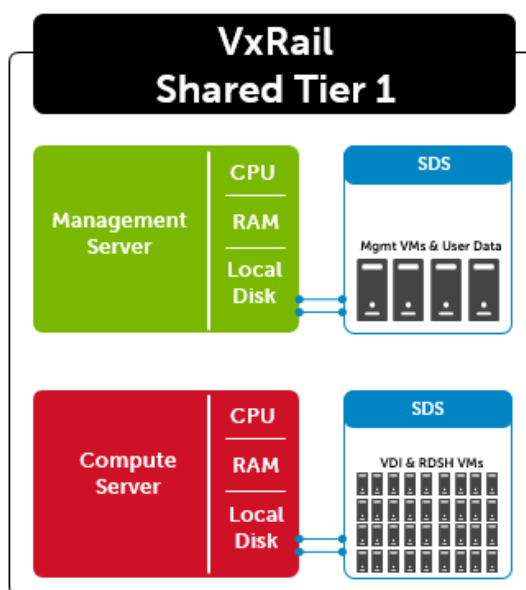 VxRail
Shared Tier 1
Management
Server
CPU
RAM
Local
Disk
SDS
Mgmt VMs & User Data
Compute
Server
CPU
RAM
Local
Disk
SDS
VDI & RDSH VMs